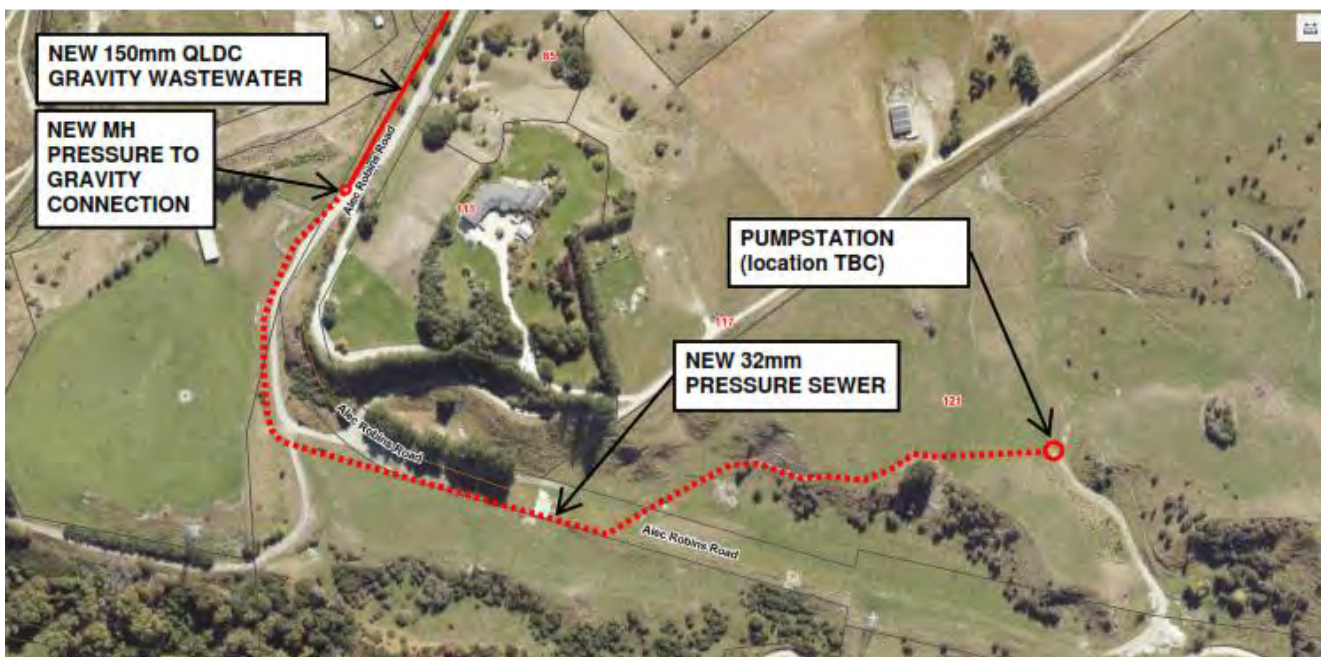 NEW 150mm QLDC
GRAVITY WASTEWATER
85
NEW MH
PRESSURE TO
GRAVITY
CONNECTION
Alec Robins Road
111
PUMPSTATION
(location TBC)
117
NEW 32mm
PRESSURE SEWER
121
Alec Robins Road
Alec Robins Road